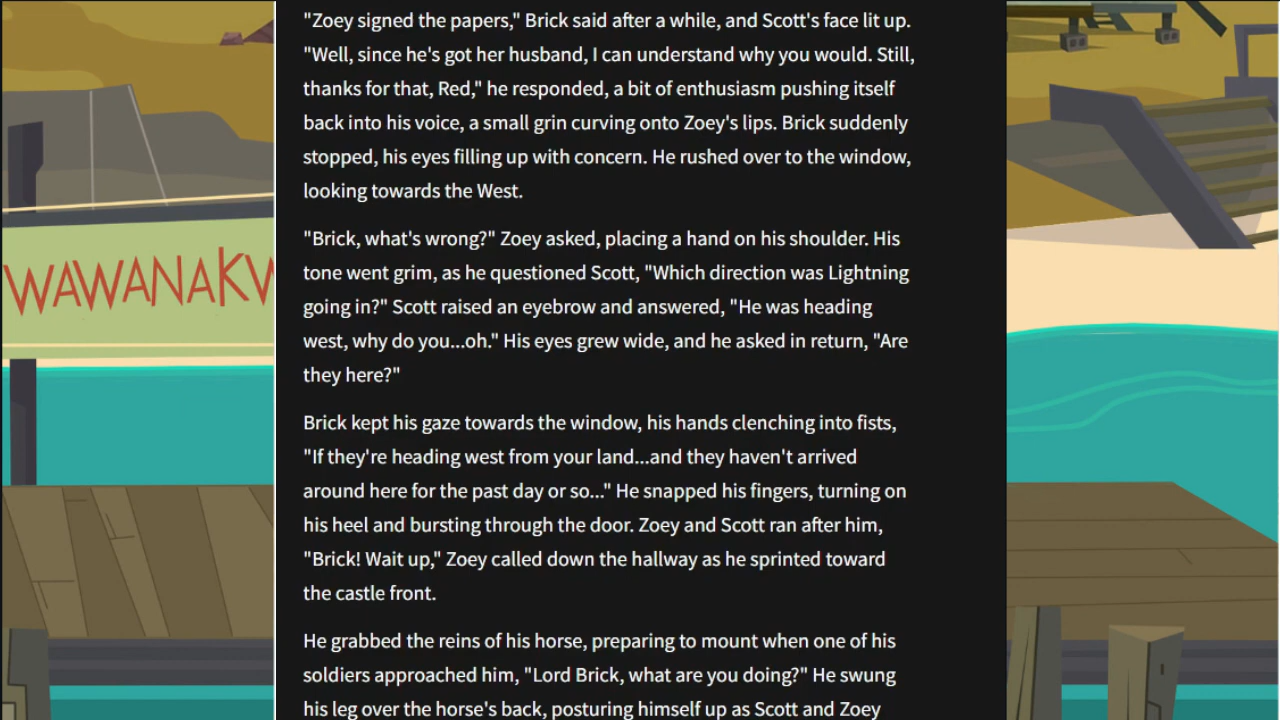 "Zoey signed the papers," Brick said after a while, and Scott's face lit up.
"Well, since he's got her husband, I can understand why you would. Still,
thanks for that, Red," he responded, a bit of enthusiasm pushing itself
back into his voice, a small grin curving onto Zoey's lips. Brick suddenly
stopped, his eyes filling up with concern. He rushed over to the window,
looking towards the West.
"Brick, what's wrong?" Zoey asked, placing a hand on his shoulder. His
tone went grim, as he questioned Scott, "Which direction was Lightning
going in?" Scott raised an eyebrow and answered, "He was heading
west, why do you...oh." His eyes grew wide, and he asked in return, "Are
they here?"
Brick kept his gaze towards the window, his hands clenching into fists,
"If they're heading west from your land...and they haven't arrived
around here for the past day or so..." He snapped his fingers, turning on
his heel and bursting through the door. Zoey and Scott ran after him,
"Brick! Wait up," Zoey called down the hallway as he sprinted toward
the castle front.
He grabbed the reins of his horse, preparing to mount when one of his
soldiers approached him, "Lord Brick, what are you doing?" He swung
his leg over the horse's back, posturing himself up as Scott and Zoey
WAWANAKW